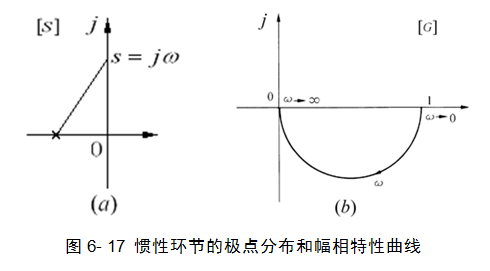 [s]
j
s = jω
0
(a)
j
[G]
0
ω→∞
1
ω→0
ω
(b)
图 6- 17 惯性环节的极点分布和幅相特性曲线